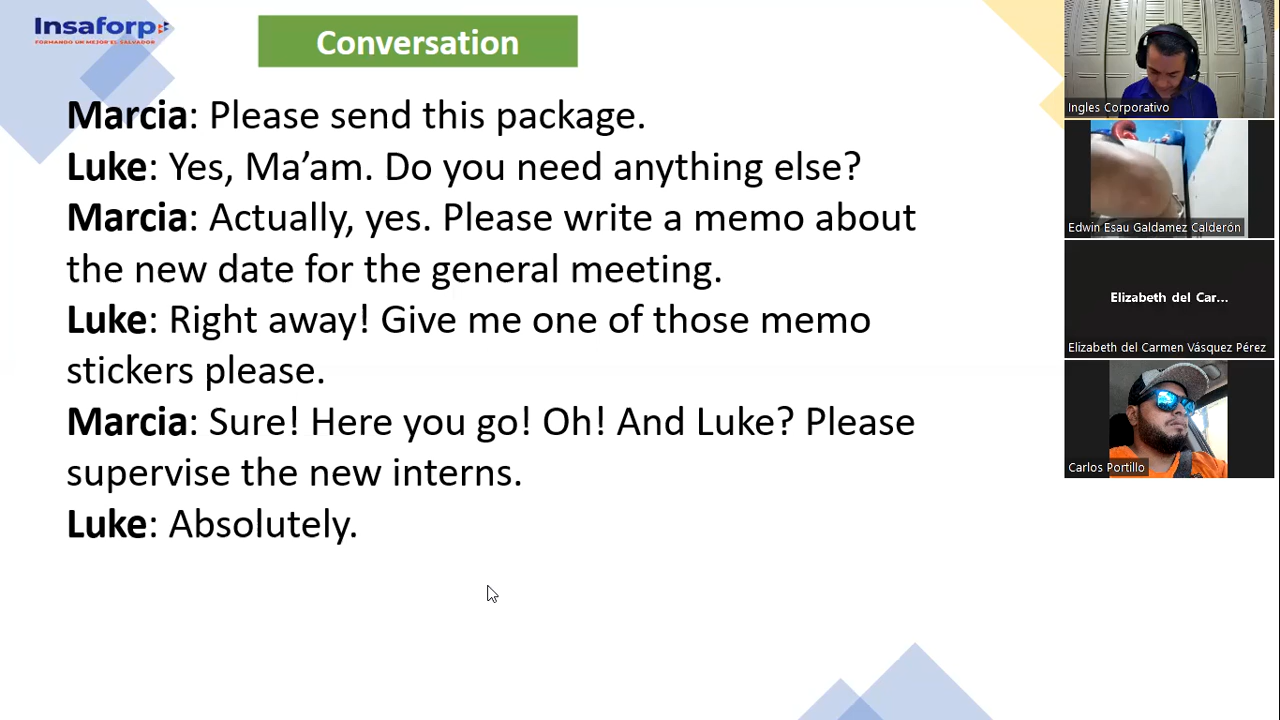 Insaforp
FORMANDO UN MEJOR EL SALVADOR
Conversation
Marcia: Please send this package.
Luke: Yes, Ma’am. Do you need anything else?
Marcia: Actually, yes. Please write a memo about
the new date for the general meeting.
Luke: Right away! Give me one of those memo
stickers please.
Marcia: Sure! Here you go! Oh! And Luke? Please
supervise the new interns.
Luke: Absolutely.
Ingles Corporativo
Edwin Esau Galdamez Calderón
Elizabeth del Car...
Elizabeth del Carmen Vásquez Pérez
Carlos Portillo